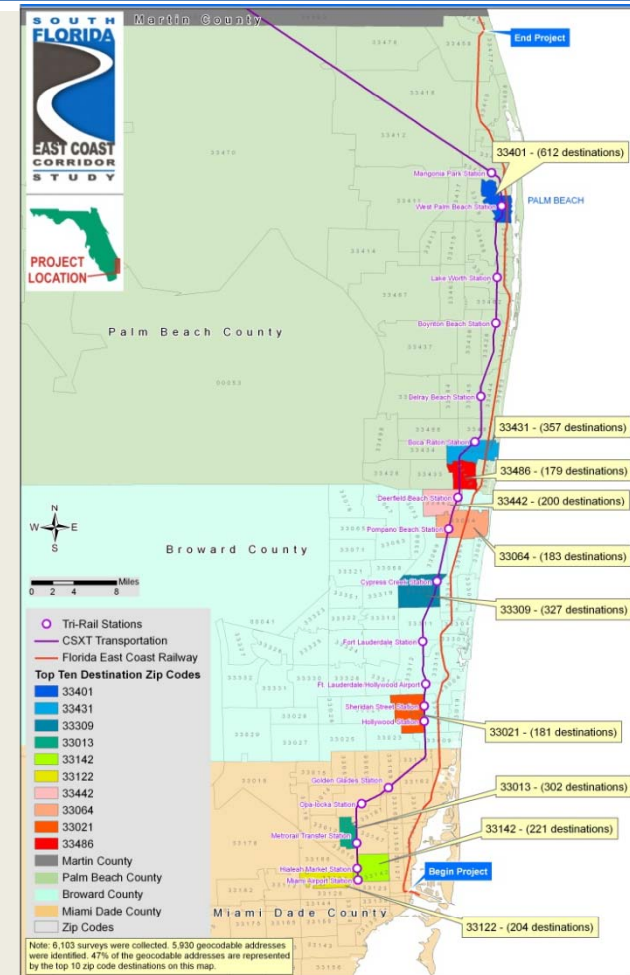 SOUTH
FLORIDA
EAST COAST
CORRIDOR
STUDY
PROJECT
LOCATION
Martin County
End Project
33401 - (612 destinations)
Mangonia Park Station
West Palm Beach Station
PALM BEACH
Lake Worth Station
Boynton Beach Station
Palm Beach County
Delray Beach Station
33431 - (357 destinations)
Boca Raton Station
33486 - (179 destinations)
Deerfield Beach Station
33442 - (200 destinations)
Pompano Beach Station
33064 - (183 destinations)
N
W E
S
Broward County
Miles
0 2 4 8
Cypress Creek Station
33309 - (327 destinations)
Fort Lauderdale Station
Ft. Lauderdale/Hollywood Airport
Sheridan Street Station
Hollywood Station
33021 - (181 destinations)
Golden Glades Station
Opa-locka Station
33013 - (302 destinations)
Metrorail Transfer Station
33142 - (221 destinations)
Hialeah Market Station
Miami Airport Station
Begin Project
Miami Dade County
33122 - (204 destinations)
Tri-Rail Stations
CSXT Transportation
Florida East Coast Railway
Top Ten Destination Zip Codes
33401
33431
33309
33013
33142
33122
33442
33064
33021
33486
Martin County
Palm Beach County
Broward County
Miami Dade County
Zip Codes
Note: 6,103 surveys were collected. 5,930 geocodable addresses
were identified. 47% of the geocodable addresses are represented
by the top 10 zip code destinations on this map.